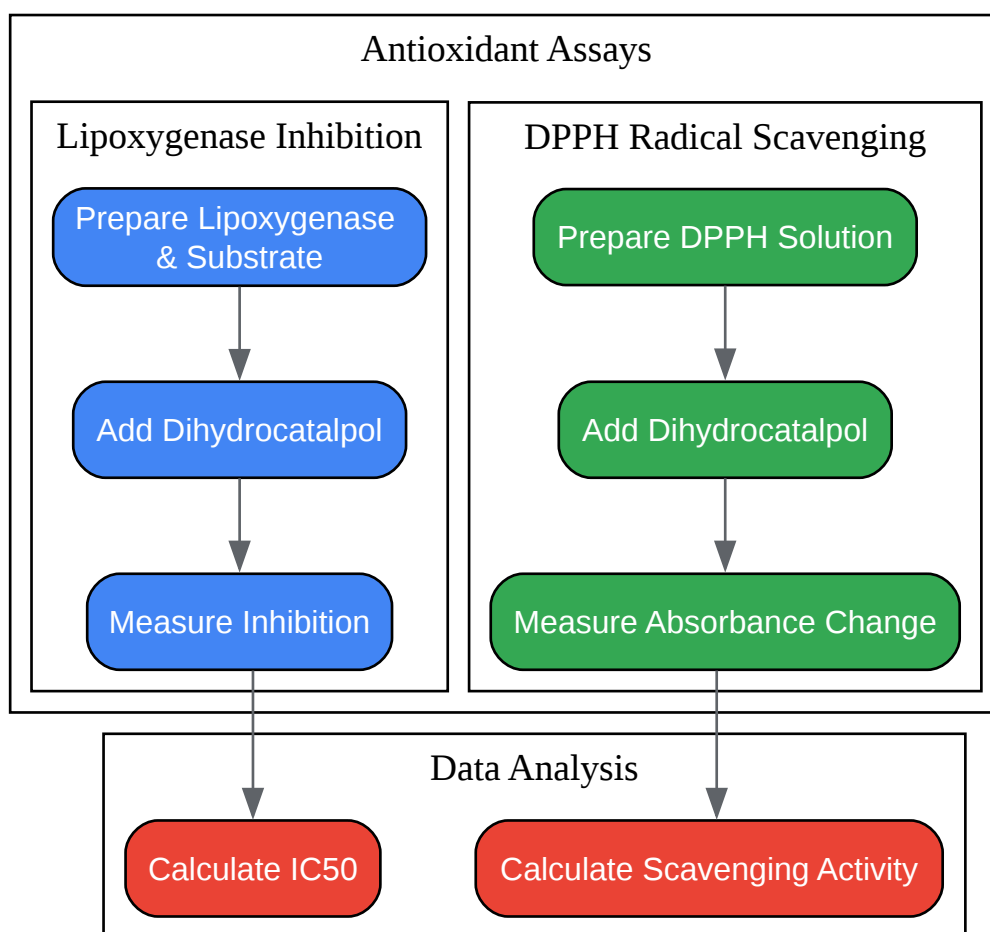 Antioxidant Assays
Lipoxygenase Inhibition
Prepare Lipoxygenase
& Substrate
Add Dihydrocatalpol
Measure Inhibition
DPPH Radical Scavenging
Prepare DPPH Solution
Add Dihydrocatalpol
Measure Absorbance Change
Data Analysis
Calculate IC50
Calculate Scavenging Activity